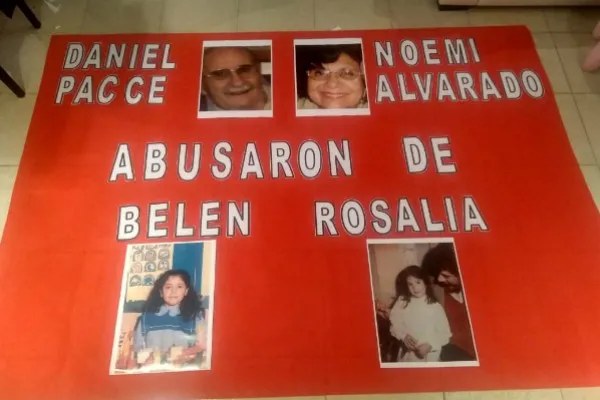 DANIEL NOEMI
PACCE ALVARADO
ABUSARON DE
BELEN ROSALIA